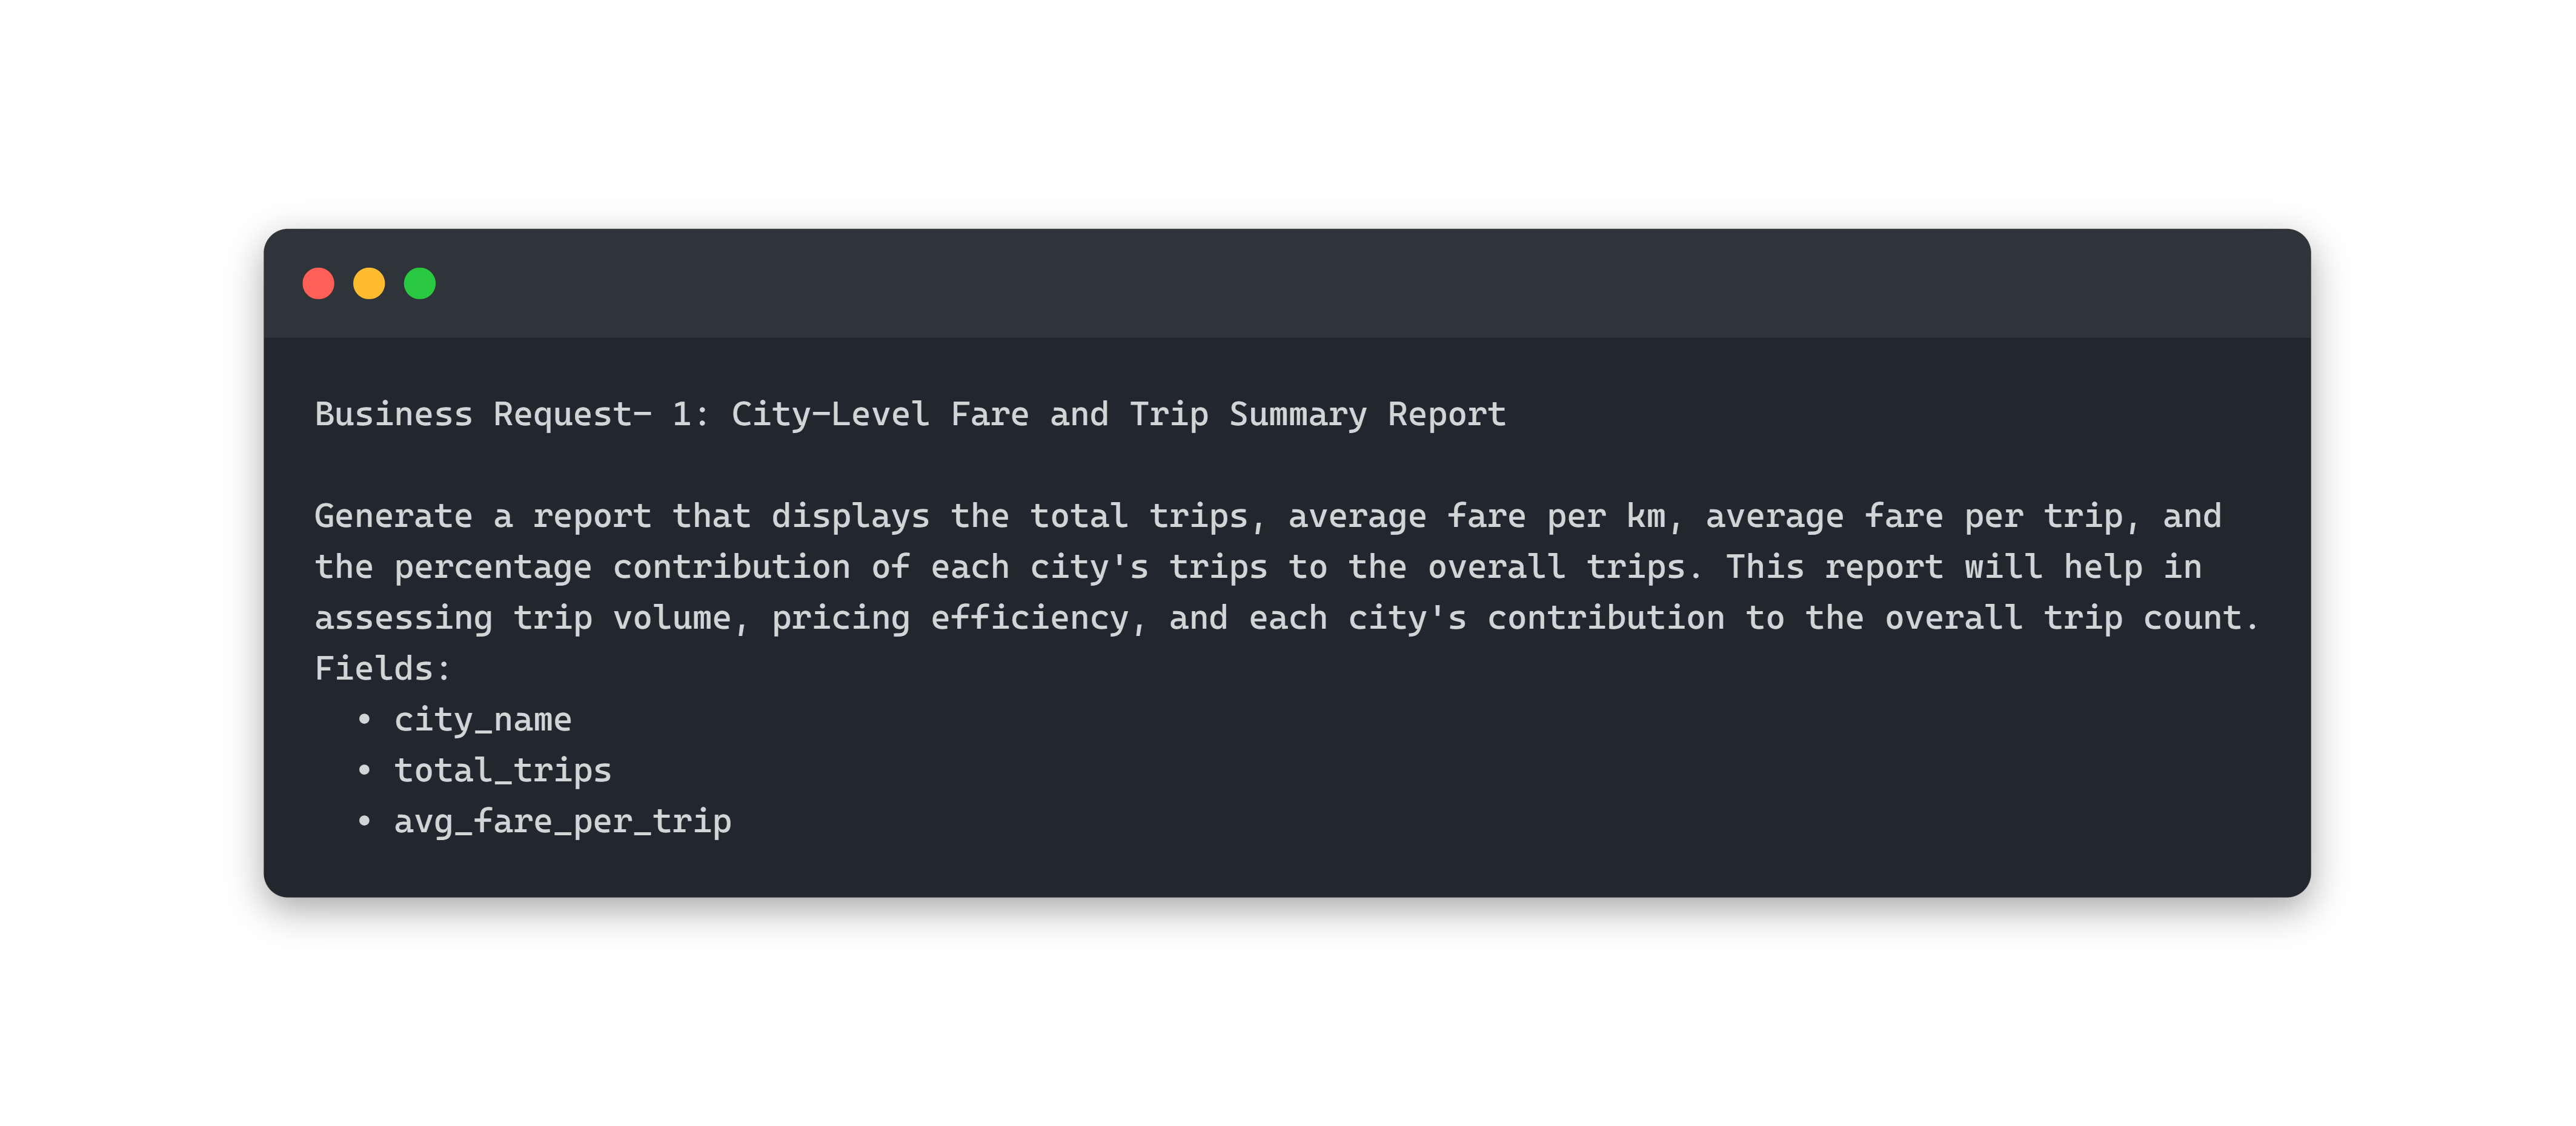 Business Request- 1: City-Level Fare and Trip Summary Report
Generate a report that displays the total trips, average fare per km, average fare per trip, and
the percentage contribution of each city's trips to the overall trips. This report will help in
assessing trip volume, pricing efficiency, and each city's contribution to the overall trip count.
Fields:
• city_name
• total_trips
• avg_fare_per_trip